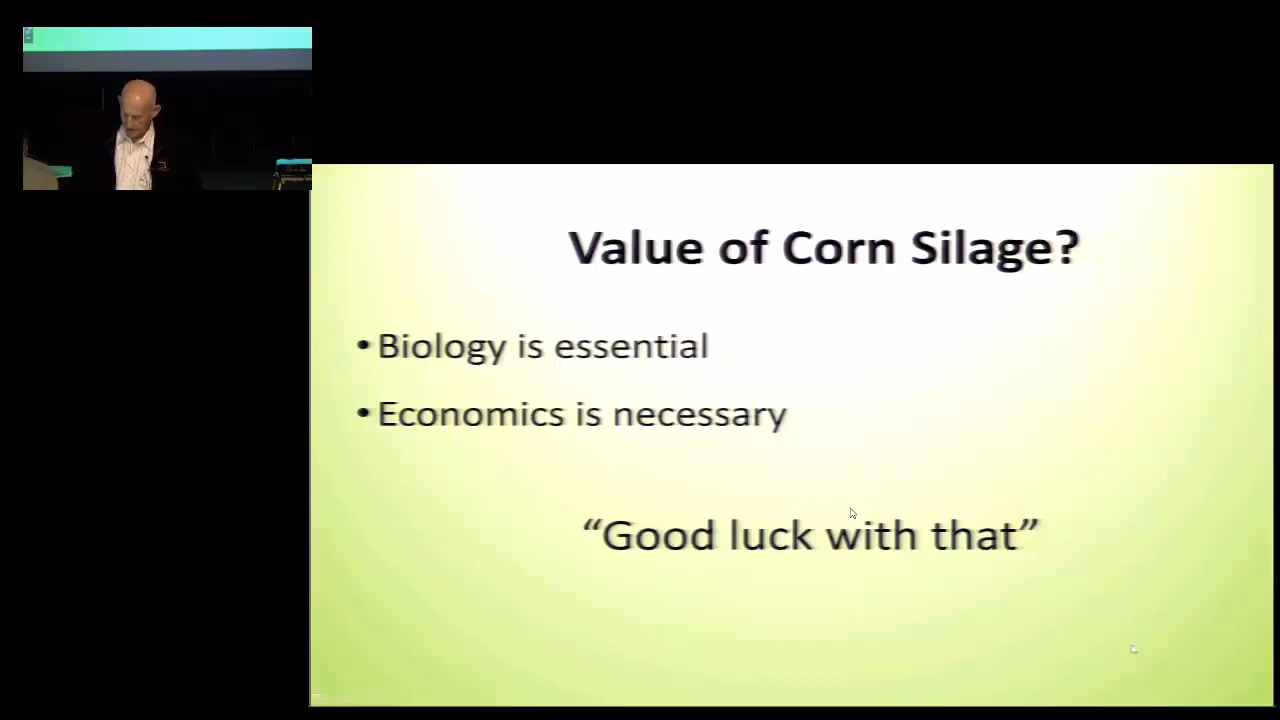 Value of Corn Silage?
• Biology is essential
• Economics is necessary
“Good luck with that”